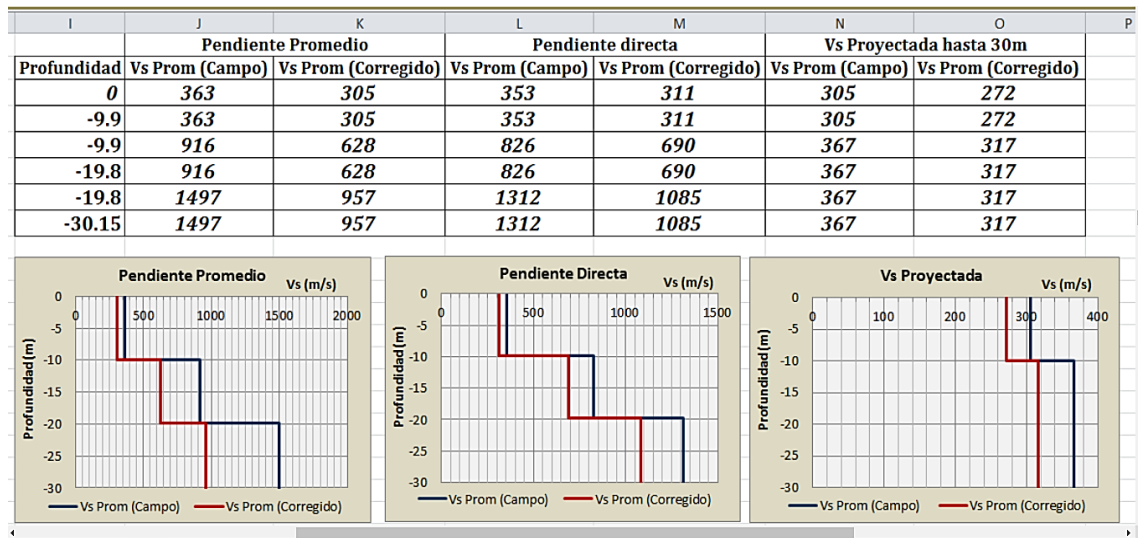 I J K L M N O P
Pendiente Promedio Pendiente directa Vs Proyectada hasta 30m
Profundidad Vs Prom (Campo) Vs Prom (Corregido) Vs Prom (Campo) Vs Prom (Corregido) Vs Prom (Campo) Vs Prom (Corregido)
0 363 305 353 311 305 272
-9.9 363 305 353 311 305 272
-9.9 916 628 826 690 367 317
-19.8 916 628 826 690 367 317
-19.8 1497 957 1312 1085 367 317
-30.15 1497 957 1312 1085 367 317
Pendiente Promedio
Vs (m/s)
0
0 500 1000 1500 2000
-5
-10
-15
-20
-25
-30
Profundidad (m)
Vs Prom (Campo) Vs Prom (Corregido)
Pendiente Directa
Vs (m/s)
0
0 500 1000 1500
-5
-10
-15
-20
-25
-30
Profundidad (m)
Vs Prom (Campo) Vs Prom (Corregido)
Vs Proyectada
Vs (m/s)
0
0 100 200 300 400
-5
-10
-15
-20
-25
-30
Profundidad (m)
Vs Prom (Campo) Vs Prom (Corregido)